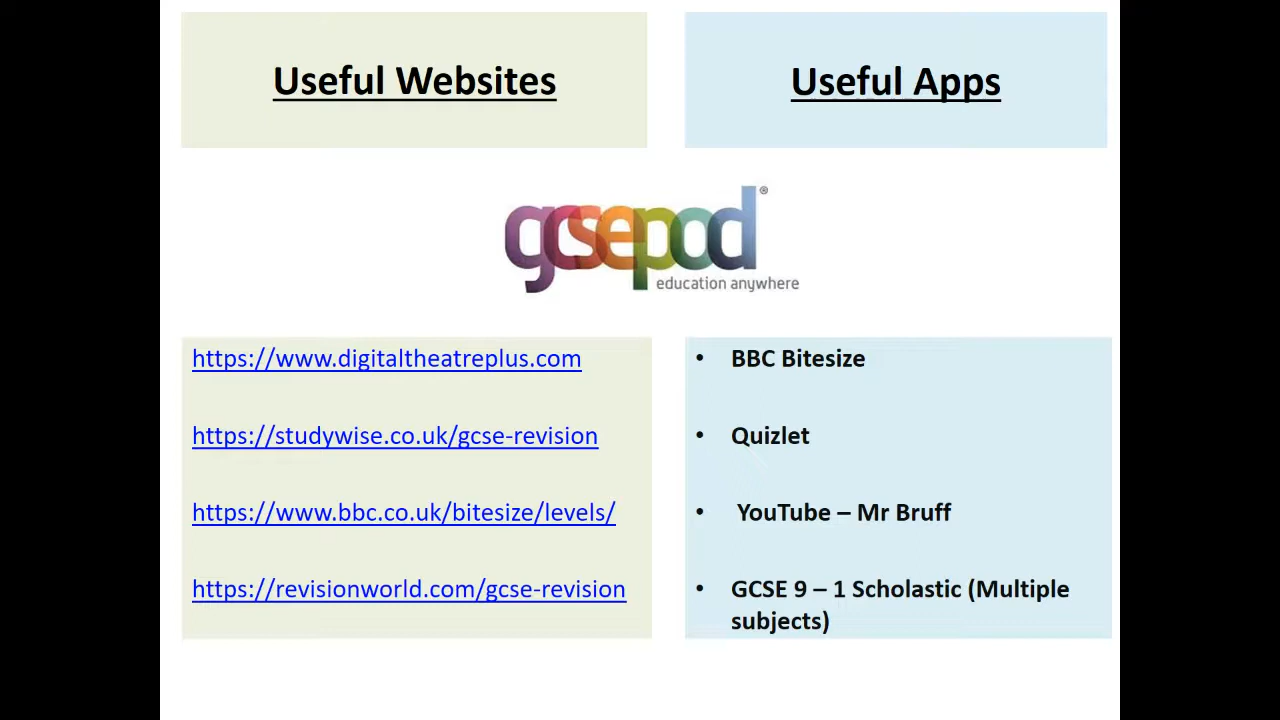 Useful Websites
Useful Apps
gcsepod®
education anywhere
https://www.digitaltheatreplus.com
https://studywise.co.uk/gcse-revision
https://www.bbc.co.uk/bitesize/levels/
https://revisionworld.com/gcse-revision
• BBC Bitesize
• Quizlet
• YouTube – Mr Bruff
• GCSE 9 – 1 Scholastic (Multiple
subjects)